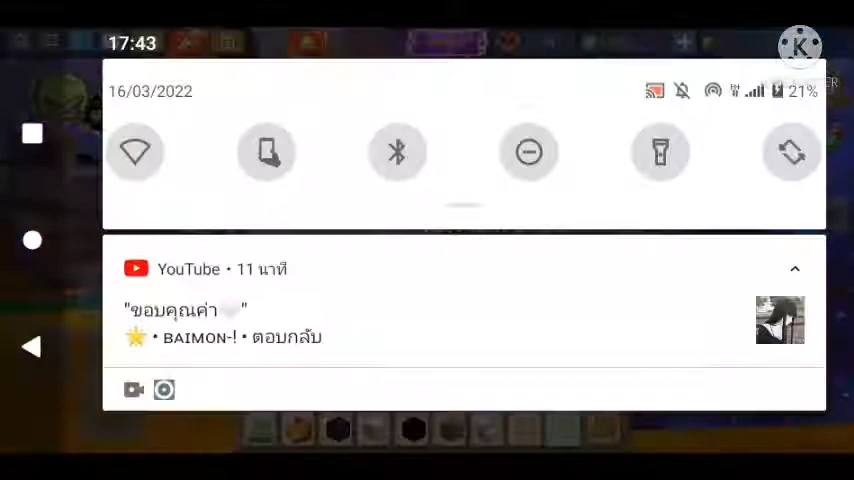 17:43
16/03/2022
21%
YouTube • 11 นาที
"ขอบคุณค่า🤍"
🌟 • ʙᴀɪᴍᴏɴ-! • ตอบกลับ
K